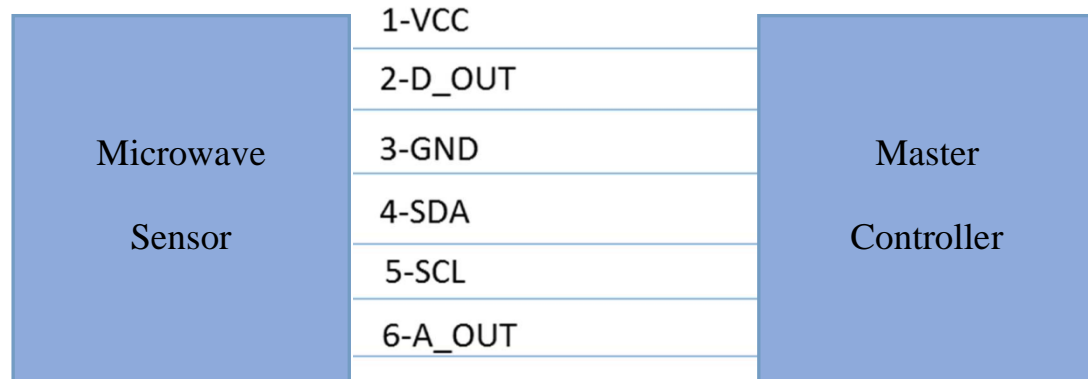 Microwave
Sensor
1-VCC
2-D_OUT
3-GND
4-SDA
5-SCL
6-A_OUT
Master
Controller